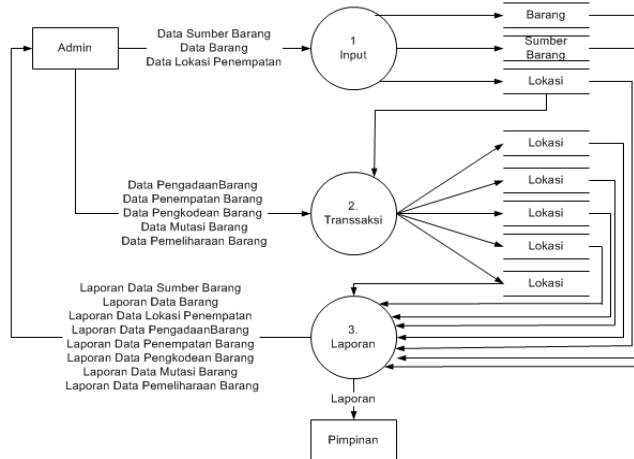 Admin
Data Sumber Barang
Data Barang
Data Lokasi Penempatan
1
Input
Barang
Sumber
Barang
Lokasi
Data PengadaanBarang
Data Penempatan Barang
Data Pengkodean Barang
Data Mutasi Barang
Data Pemeliharaan Barang
2.
Transsaksi
Lokasi
Lokasi
Lokasi
Lokasi
Lokasi
Laporan Data Sumber Barang
Laporan Data Barang
Laporan Data Lokasi Penempatan
Laporan Data PengadaanBarang
Laporan Data Penempatan Barang
Laporan Data Pengkodean Barang
Laporan Data Mutasi Barang
Laporan Data Pemeliharaan Barang
3.
Laporan
Laporan
Pimpinan